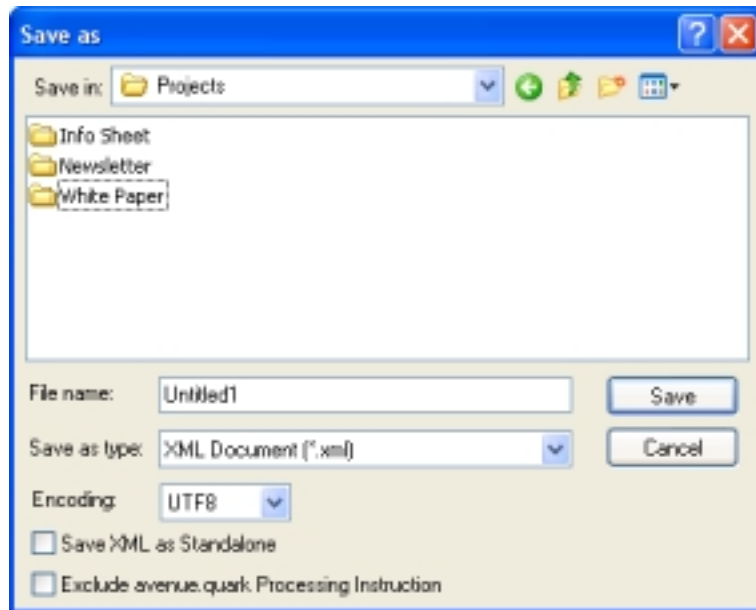 Save as
Save in: Projects
Info Sheet
Newsletter
White Paper
File name: Untitled1 Save
Save as type: XML Document (*.xml) Cancel
Encoding: UTF8
Save XML as Standalone
Exclude avenue.quark Processing Instruction